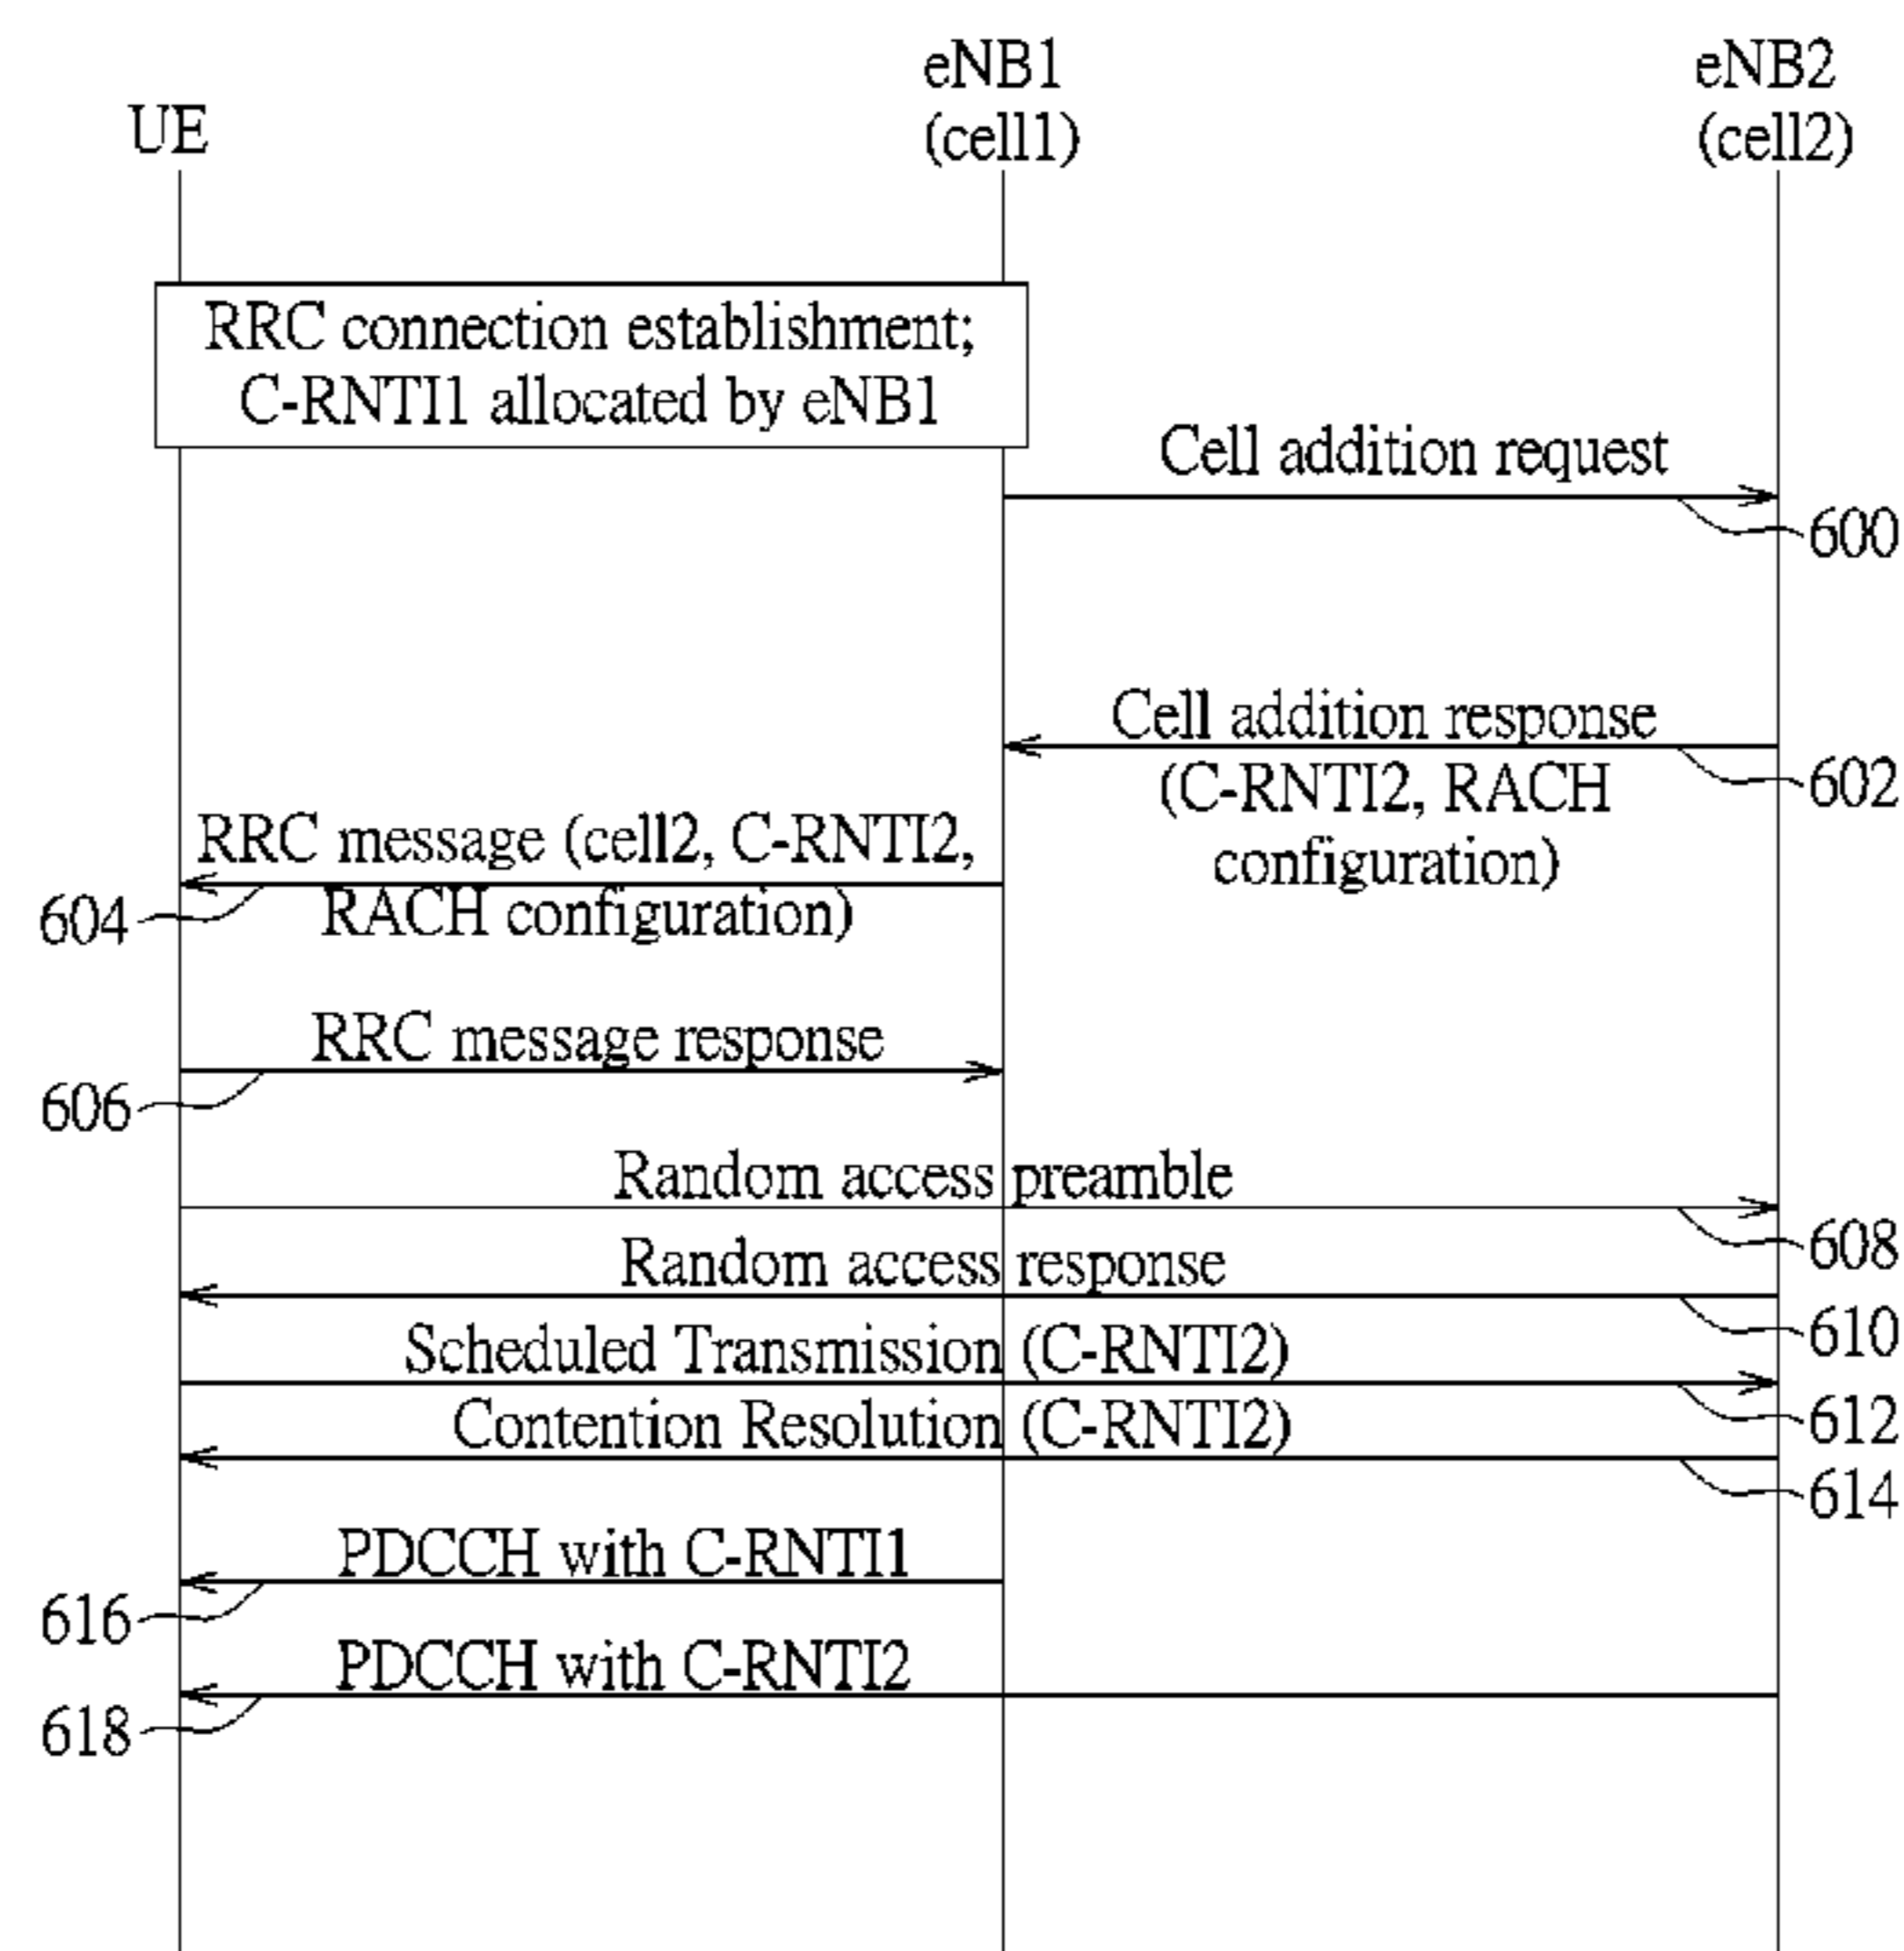 UE
eNB1
(cell1)
eNB2
(cell2)
RRC connection establishment;
C-RNTI1 allocated by eNB1
Cell addition request
600
Cell addition response
(C-RNTI2, RACH
configuration)
602
RRC message (cell2, C-RNTI2,
RACH configuration)
604
RRC message response
606
Random access preamble
608
Random access response
610
Scheduled Transmission (C-RNTI2)
612
Contention Resolution (C-RNTI2)
614
PDCCH with C-RNTI1
616
PDCCH with C-RNTI2
618